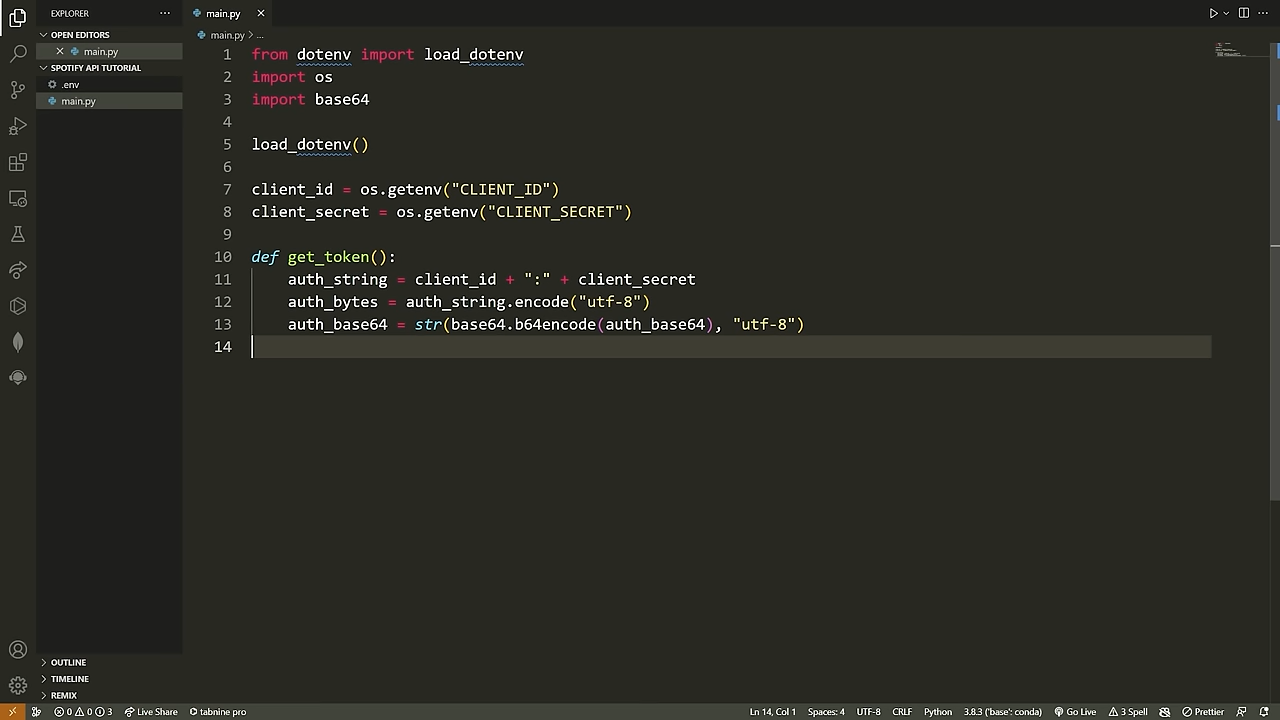 EXPLORER
main.py
OPEN EDITORS
main.py
main.py > ...
SPOTIFY API TUTORIAL
.env
main.py
1 from dotenv import load_dotenv
2 import os
3 import base64
4
5 load_dotenv()
6
7 client_id = os.getenv("CLIENT_ID")
8 client_secret = os.getenv("CLIENT_SECRET")
9
10 def get_token():
11     auth_string = client_id + ":" + client_secret
12     auth_bytes = auth_string.encode("utf-8")
13     auth_base64 = str(base64.b64encode(auth_base64), "utf-8")
14
OUTLINE
TIMELINE
REMIX
0 0 3 Live Share tabnine pro Ln 14, Col 1 Spaces: 4 UTF-8 CRLF Python 3.8.3 ('base': conda) Go Live 3 Spell Prettier